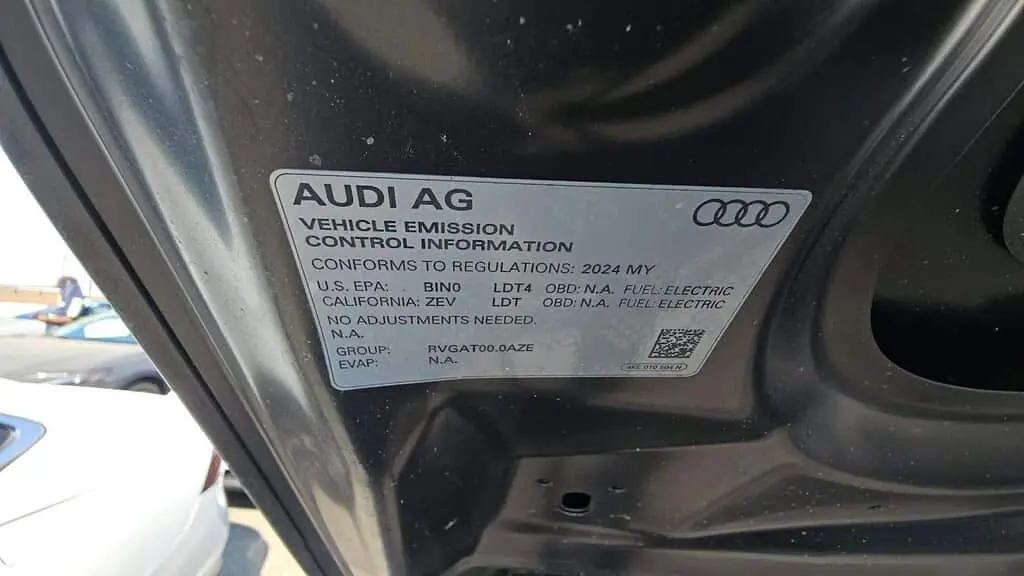 AUDI AG
VEHICLE EMISSION
CONTROL INFORMATION
CONFORMS TO REGULATIONS: 2024 MY
U.S. EPA: BIN0 LDT4 OBD: N.A. FUEL: ELECTRIC
CALIFORNIA: ZEV LDT OBD: N.A. FUEL: ELECTRIC
NO ADJUSTMENTS NEEDED.
N.A.
GROUP: RVGAT00.0AZE
EVAP: N.A.